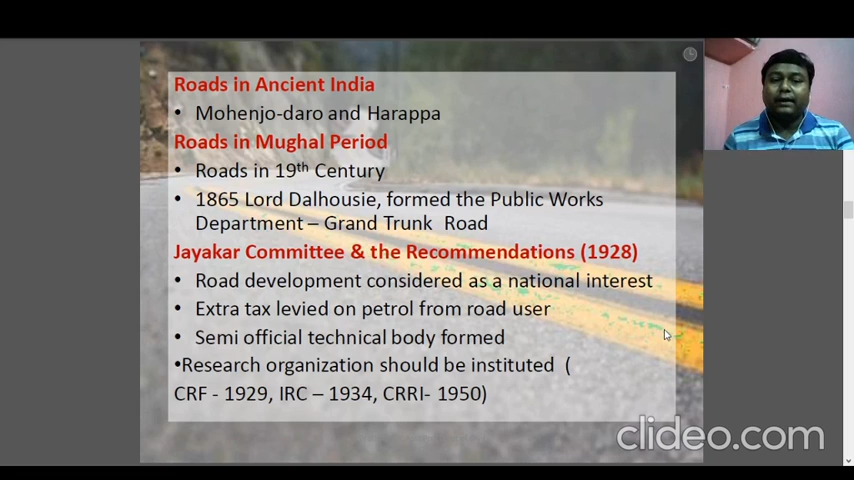 Roads in Ancient India
• Mohenjo-daro and Harappa
Roads in Mughal Period
• Roads in 19th Century
• 1865 Lord Dalhousie, formed the Public Works
Department – Grand Trunk Road
Jayakar Committee & the Recommendations (1928)
• Road development considered as a national interest
• Extra tax levied on petrol from road user
• Semi official technical body formed
•Research organization should be instituted (
CRF - 1929, IRC – 1934, CRRI- 1950)
clideo.com